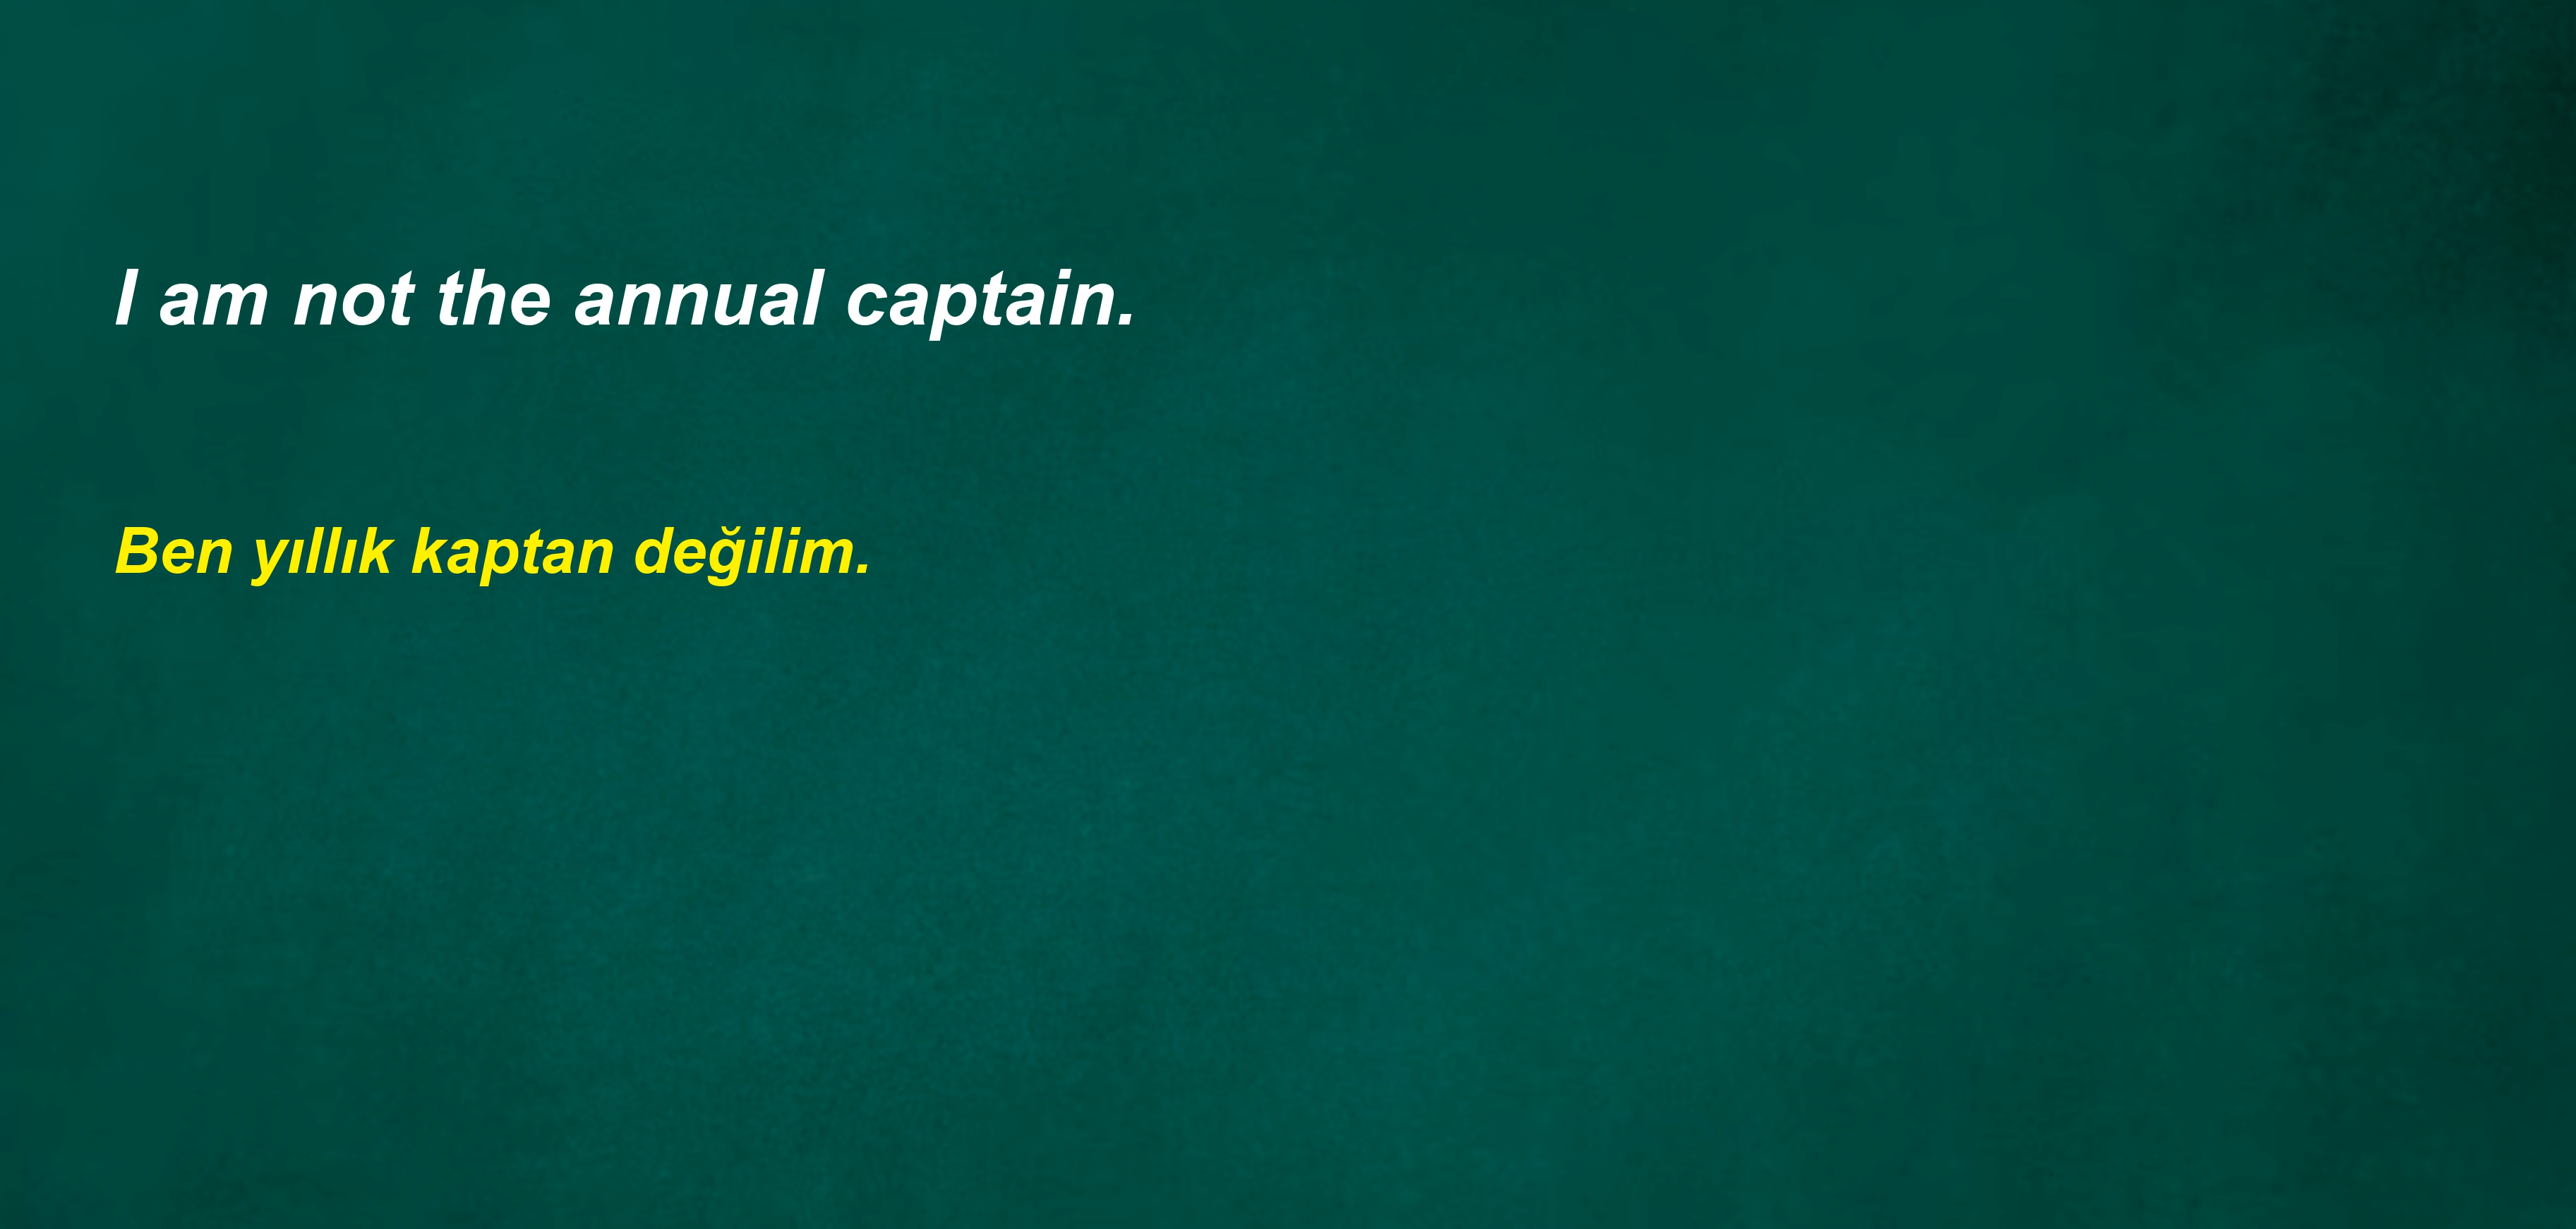 I am not the annual captain.
Ben yıllık kaptan değilim.